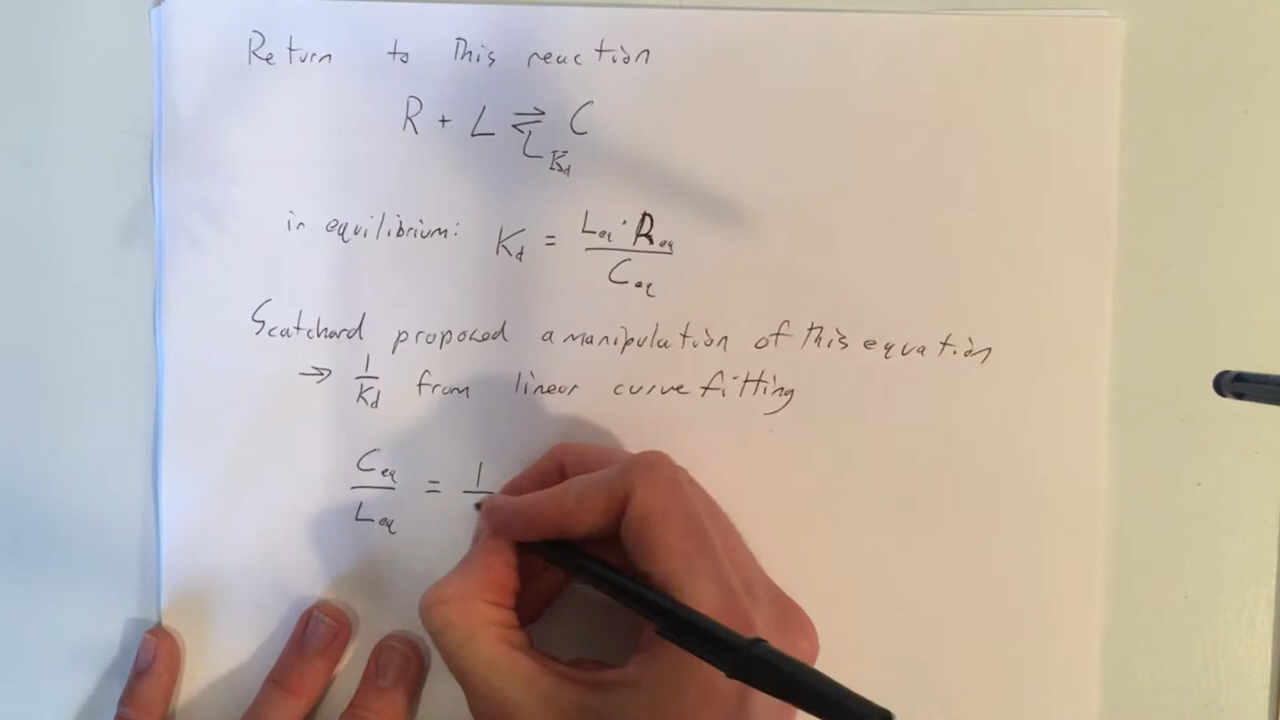 Return to this reaction
R + L ⇌ C
Kd
in equilibrium: Kd = Leq · Req / Ceq
Scatchard proposed a manipulation of this equation
⇒ 1/Kd from linear curve fitting
Ceq / Leq = 1